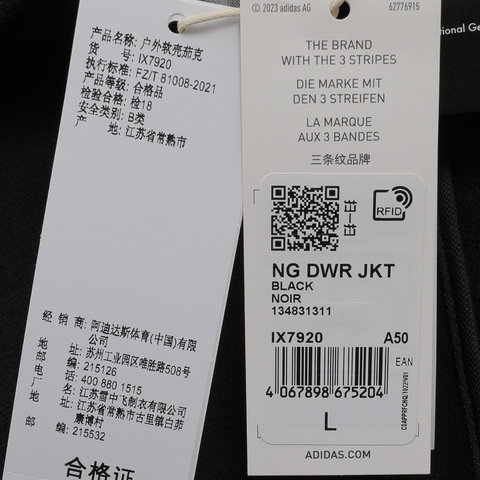 产品名称: 户外软壳茄克
货 号: IX7920
执行标准: FZ/T 81008-2021
产品等级: 合格品
检验合格: 检18
安全类别: B类
产 地: 江苏省常熟市
经 销 商: 阿迪达斯体育(中国)有限
公司
地 址: 苏州工业园区唯胜路508号
邮 编: 215126
电 话: 400 880 1515
厂 名: 江苏雪中飞制衣有限公司
地 址: 江苏省常熟市古里镇白茆
康博村
邮 编: 215532
合格证
© 2023 adidas AG
62776915
THE BRAND
WITH THE 3 STRIPES
DIE MARKE MIT
DEN 3 STREIFEN
LA MARQUE
AUX 3 BANDES
三条纹品牌
扫一扫
RFID
NG DWR JKT
BLACK
NOIR
134831311
IX7920 A50
EAN
4 067898 675204
L
ADIDAS.COM
tional Ge